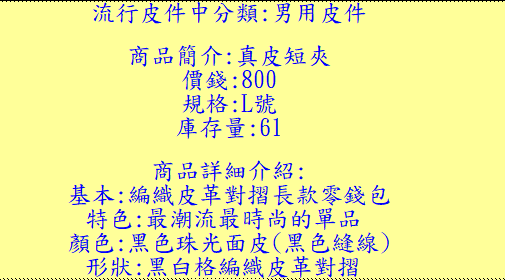 流行皮件中分類:男用皮件
商品簡介:真皮短夾
價錢:800
規格:L號
庫存量:61
商品詳細介紹:
基本:編織皮革對摺長款零錢包
特色:最潮流最時尚的單品
顏色:黑色珠光面皮(黑色縫線)
形狀:黑白格編織皮革對摺